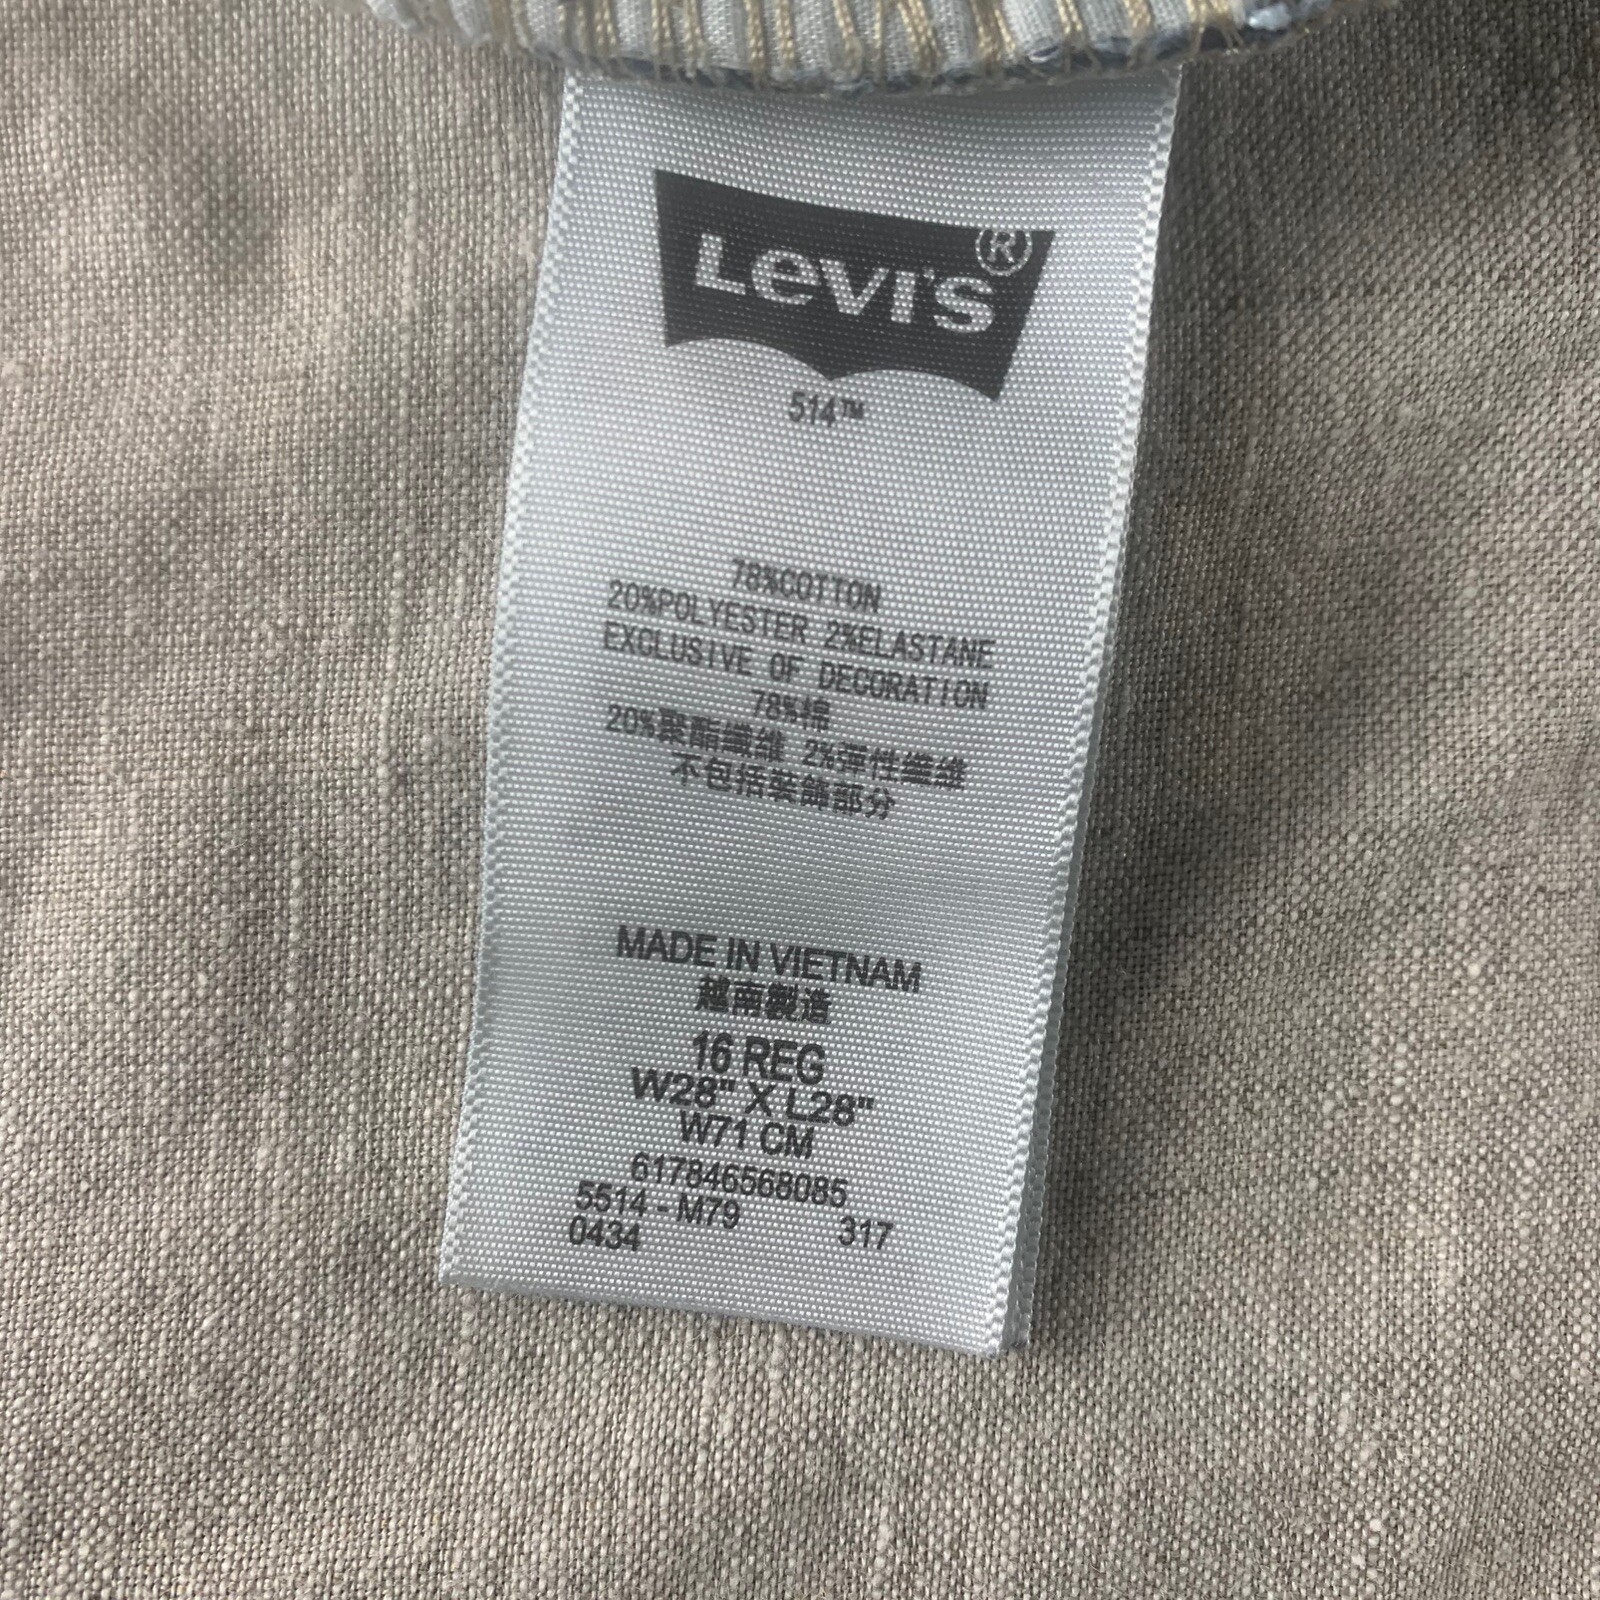 Levi's®
514™
78%COTTON
20%POLYESTER 2%ELASTANE
EXCLUSIVE OF DECORATION
78%棉
20%聚酯纖維 2%彈性纖維
不包括裝飾部分
MADE IN VIETNAM
越南製造
16 REG
W28" X L28"
W71 CM
617846568085
5514 - M79
0434 317